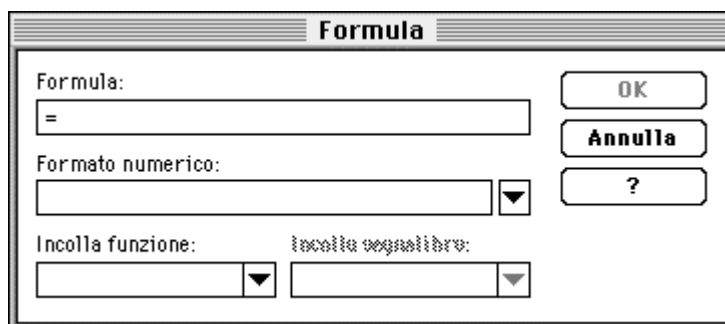 Formula
Formula:
OK
=
Annulla
Formato numerico:
?
Incolla funzione: Incolla segnalibro: